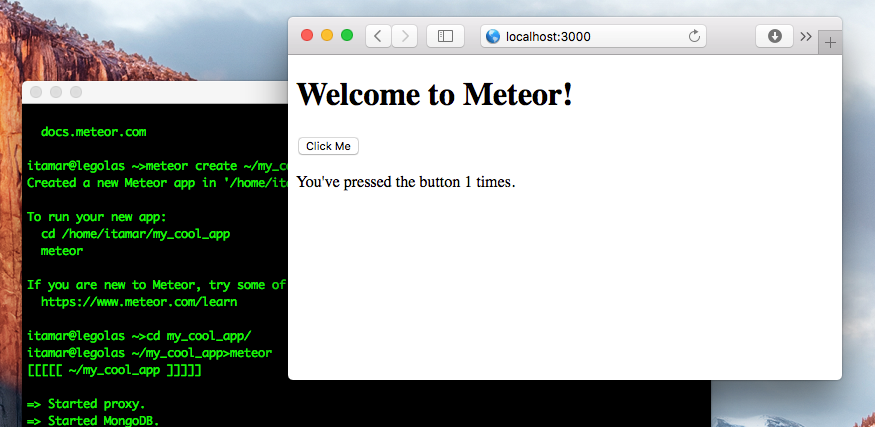 localhost:3000
Welcome to Meteor!
Click Me
You've pressed the button 1 times.
docs.meteor.com
itamar@legolas ~>meteor create ~/my_co
Created a new Meteor app in '/home/ita
To run your new app:
cd /home/itamar/my_cool_app
meteor
If you are new to Meteor, try some of
https://www.meteor.com/learn
itamar@legolas ~>cd my_cool_app/
itamar@legolas ~/my_cool_app>meteor
[[[[[ ~/my_cool_app ]]]]]
=> Started proxy.
=> Started MongoDB.